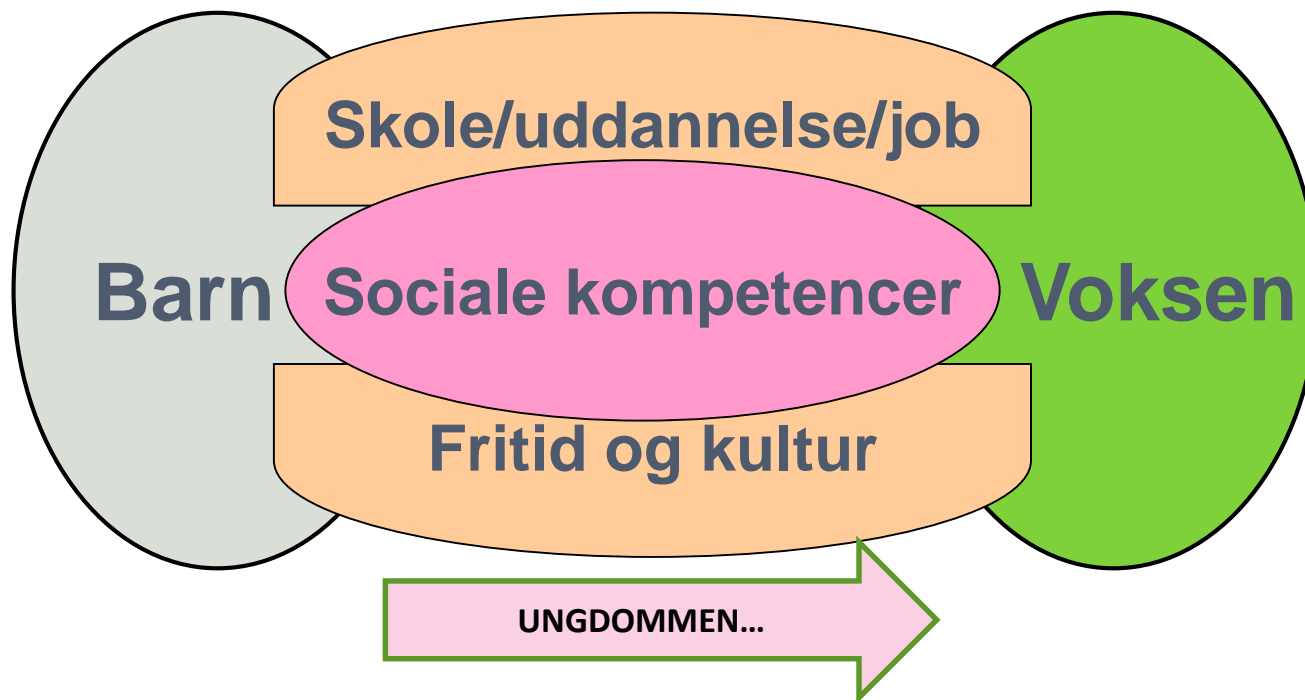 Skole/uddannelse/job
Barn
Sociale kompetencer
Voksen
Fritid og kultur
UNGDOMMEN…